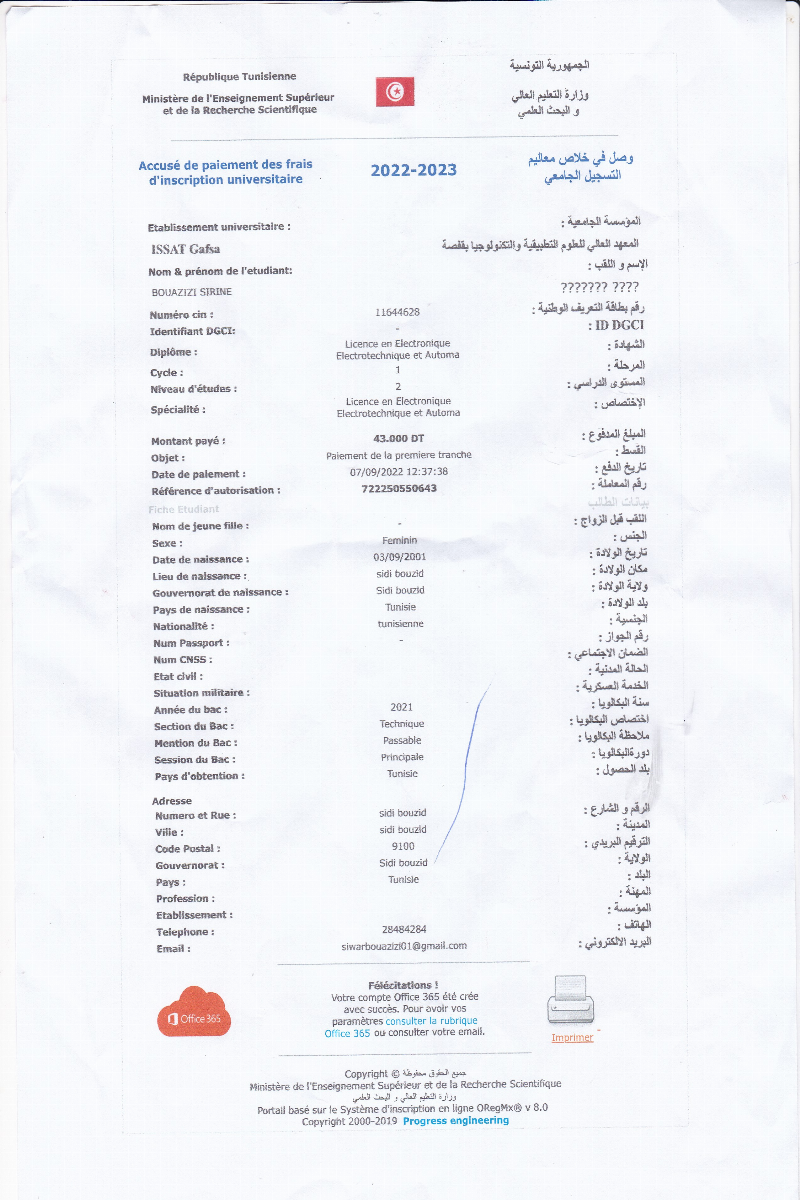 République Tunisienne
الجمهورية التونسية
Ministère de l'Enseignement Supérieur
et de la Recherche Scientifique
وزارة التعليم العالي
و البحث العلمي
Accusé de paiement des frais
d'inscription universitaire
2022-2023
وصل في خلاص معاليم
التسجيل الجامعي
Etablissement universitaire :
المؤسسة الجامعية :
ISSAT Gafsa
المعهد العالي للعلوم التطبيقية والتكنولوجيا بقفصة
Nom & prénom de l'etudiant:
الإسم و اللقب :
BOUAZIZI SIRINE
??????? ????
Numéro cin : 11644628 رقم بطاقة التعريف الوطنية :
Identifiant DGCI: - ID DGCI :
Diplôme : Licence en Electronique
Electrotechnique et Automa الشهادة :
Cycle : 1 المرحلة :
Niveau d'études : 2 المستوى الدراسي :
Spécialité : Licence en Electronique
Electrotechnique et Automa الإختصاص :
Montant payé : 43.000 DT المبلغ المدفوع :
Objet : Paiement de la premiere tranche القسط :
Date de paiement : 07/09/2022 12:37:38 تاريخ الدفع :
Référence d'autorisation : 722250550643 رقم المعاملة :
Fiche Etudiant بيانات الطالب
Nom de jeune fille : - اللقب قبل الزواج :
Sexe : Feminin الجنس :
Date de naissance : 03/09/2001 تاريخ الولادة :
Lieu de naissance : sidi bouzid مكان الولادة :
Gouvernorat de naissance : Sidi bouzid ولاية الولادة :
Pays de naissance : Tunisie بلد الولادة :
Nationalité : tunisienne الجنسية :
Num Passport : - رقم الجواز :
Num CNSS : الضمان الاجتماعي :
Etat civil : الحالة المدنية :
Situation militaire : الخدمة العسكرية :
Année du bac : 2021 سنة البكالويا :
Section du Bac : Technique اختصاص البكالويا :
Mention du Bac : Passable ملاحظة البكالويا :
Session du Bac : Principale دورةالبكالويا :
Pays d'obtention : Tunisie بلد الحصول :
Adresse
Numero et Rue : sidi bouzid الرقم و الشارع :
Ville : sidi bouzid المدينة :
Code Postal : 9100 الترقيم البريدي :
Gouvernorat : Sidi bouzid الولاية :
Pays : Tunisie البلد :
Profession : المهنة :
Etablissement : المؤسسة :
Telephone : 28484284 الهاتف :
Email : siwarbouazizi01@gmail.com البريد الالكتروني :
Office 365
Félécitations !
Votre compte Office 365 été crée
avec succès. Pour avoir vos
paramètres consulter la rubrique
Office 365 ou consulter votre email.
Imprimer
Copyright © جميع الحقوق محفوظة
Ministère de l'Enseignement Supérieur et de la Recherche Scientifique
وزارة التعليم العالي و البحث العلمي
Portail basé sur le Système d'inscription en ligne ORegMx® v 8.0
Copyright 2000-2019 Progress engineering